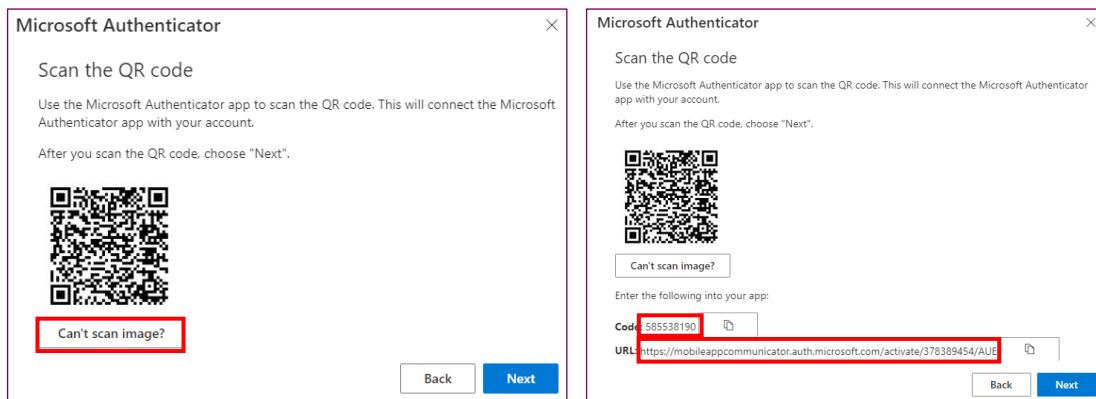 Microsoft Authenticator
Scan the QR code
Use the Microsoft Authenticator app to scan the QR code. This will connect the Microsoft
Authenticator app with your account.
After you scan the QR code, choose "Next".
Can't scan image?
Back
Next
Microsoft Authenticator
Scan the QR code
Use the Microsoft Authenticator app to scan the QR code. This will connect the Microsoft Authenticator
app with your account.
After you scan the QR code, choose "Next".
Can't scan image?
Enter the following into your app:
Code: 585538190
URL: https://mobileappcommunicator.auth.microsoft.com/activate/378389454/AUE
Back
Next